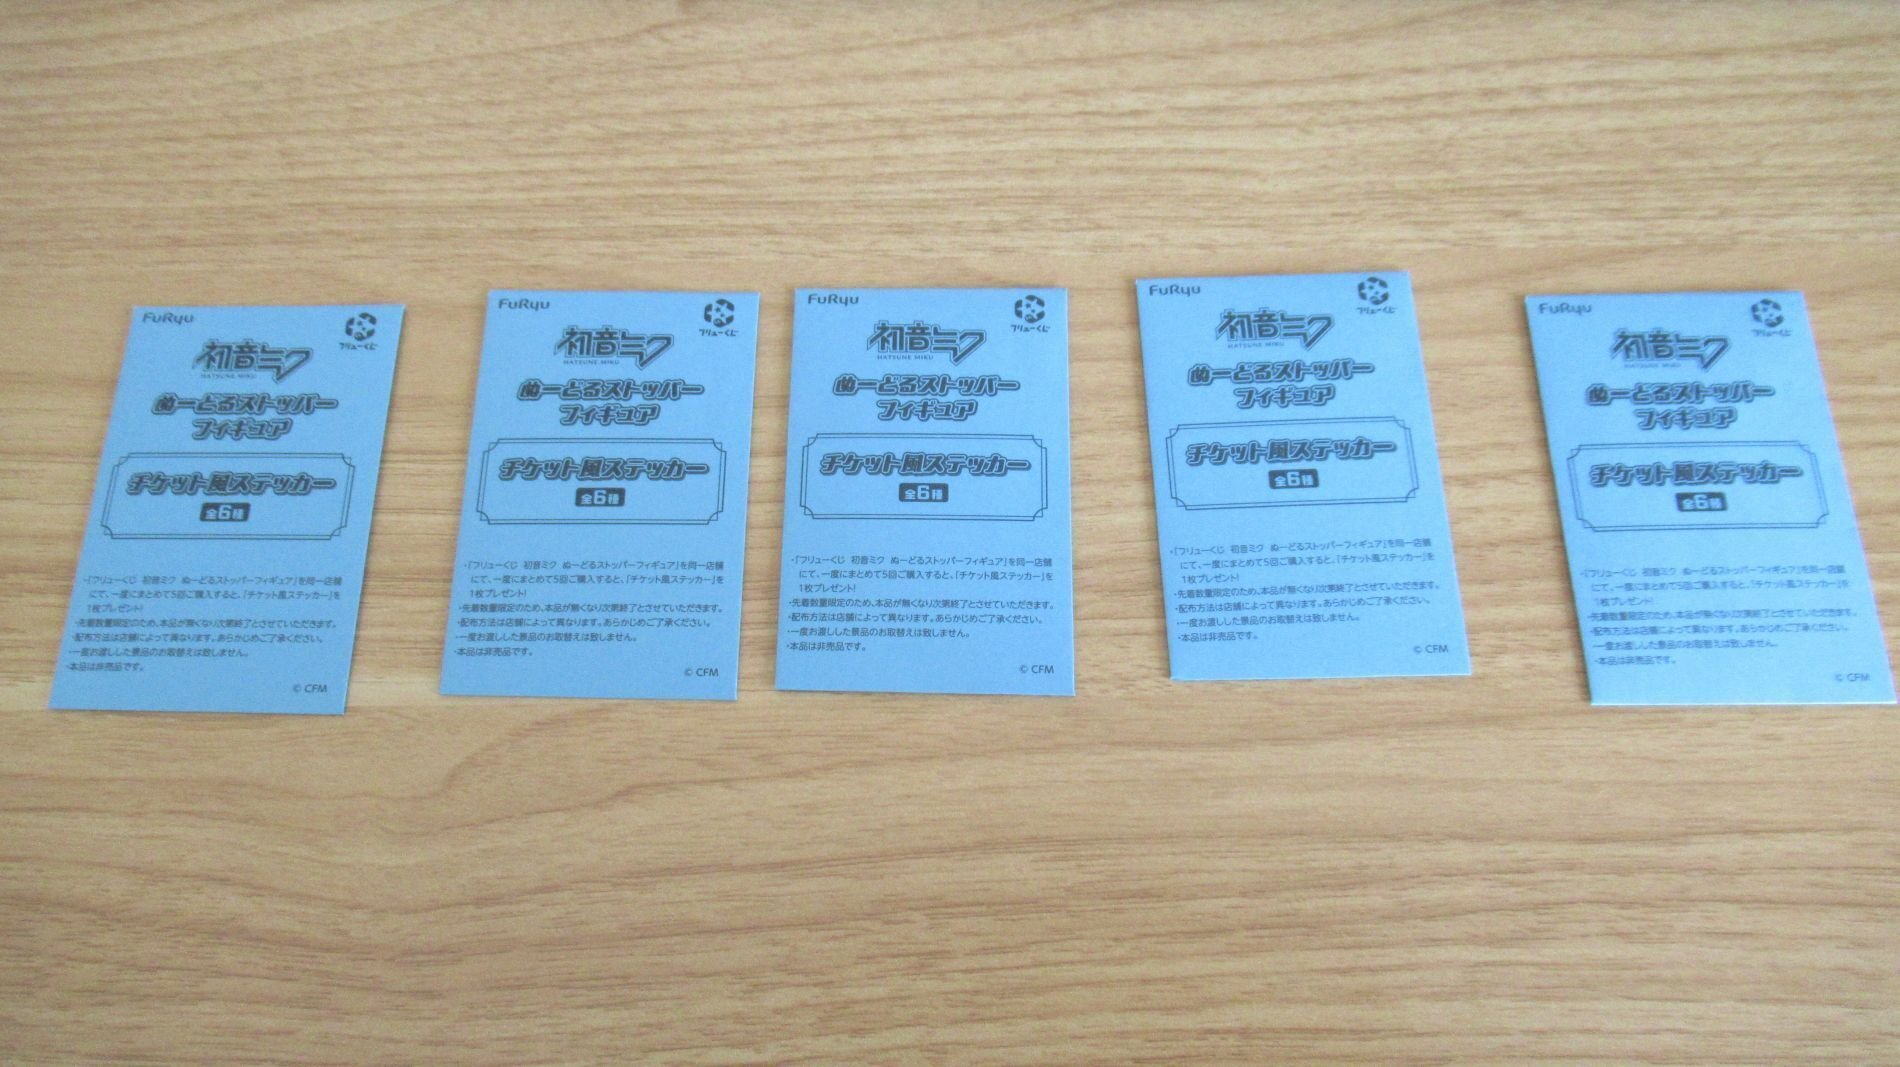 FuRyu
フリューくじ
初音ミク
HATSUNE MIKU
ぬーどるストッパー
フィギュア
チケット風ステッカー
全6種
・「フリューくじ 初音ミク ぬーどるストッパーフィギュア」を同一店舗
にて、一度にまとめて5回ご購入すると、「チケット風ステッカー」を
1枚プレゼント!
・先着数量限定のため、本品が無くなり次第終了とさせていただきます。
・配布方法は店舗によって異なります。あらかじめご了承ください。
・一度お渡しした景品のお取替えは致しません。
・本品は非売品です。
© CFM
FuRyu
フリューくじ
初音ミク
HATSUNE MIKU
ぬーどるストッパー
フィギュア
チケット風ステッカー
全6種
・「フリューくじ 初音ミク ぬーどるストッパーフィギュア」を同一店舗
にて、一度にまとめて5回ご購入すると、「チケット風ステッカー」を
1枚プレゼント!
・先着数量限定のため、本品が無くなり次第終了とさせていただきます。
・配布方法は店舗によって異なります。あらかじめご了承ください。
・一度お渡しした景品のお取替えは致しません。
・本品は非売品です。
© CFM
FuRyu
フリューくじ
初音ミク
HATSUNE MIKU
ぬーどるストッパー
フィギュア
チケット風ステッカー
全6種
・「フリューくじ 初音ミク ぬーどるストッパーフィギュア」を同一店舗
にて、一度にまとめて5回ご購入すると、「チケット風ステッカー」を
1枚プレゼント!
・先着数量限定のため、本品が無くなり次第終了とさせていただきます。
・配布方法は店舗によって異なります。あらかじめご了承ください。
・一度お渡しした景品のお取替えは致しません。
・本品は非売品です。
© CFM
FuRyu
フリューくじ
初音ミク
HATSUNE MIKU
ぬーどるストッパー
フィギュア
チケット風ステッカー
全6種
・「フリューくじ 初音ミク ぬーどるストッパーフィギュア」を同一店舗
にて、一度にまとめて5回ご購入すると、「チケット風ステッカー」を
1枚プレゼント!
・先着数量限定のため、本品が無くなり次第終了とさせていただきます。
・配布方法は店舗によって異なります。あらかじめご了承ください。
・一度お渡しした景品のお取替えは致しません。
・本品は非売品です。
© CFM
FuRyu
フリューくじ
初音ミク
HATSUNE MIKU
ぬーどるストッパー
フィギュア
チケット風ステッカー
全6種
・「フリューくじ 初音ミク ぬーどるストッパーフィギュア」を同一店舗
にて、一度にまとめて5回ご購入すると、「チケット風ステッカー」を
1枚プレゼント!
・先着数量限定のため、本品が無くなり次第終了とさせていただきます。
・配布方法は店舗によって異なります。あらかじめご了承ください。
・一度お渡しした景品のお取替えは致しません。
・本品は非売品です。
© CFM